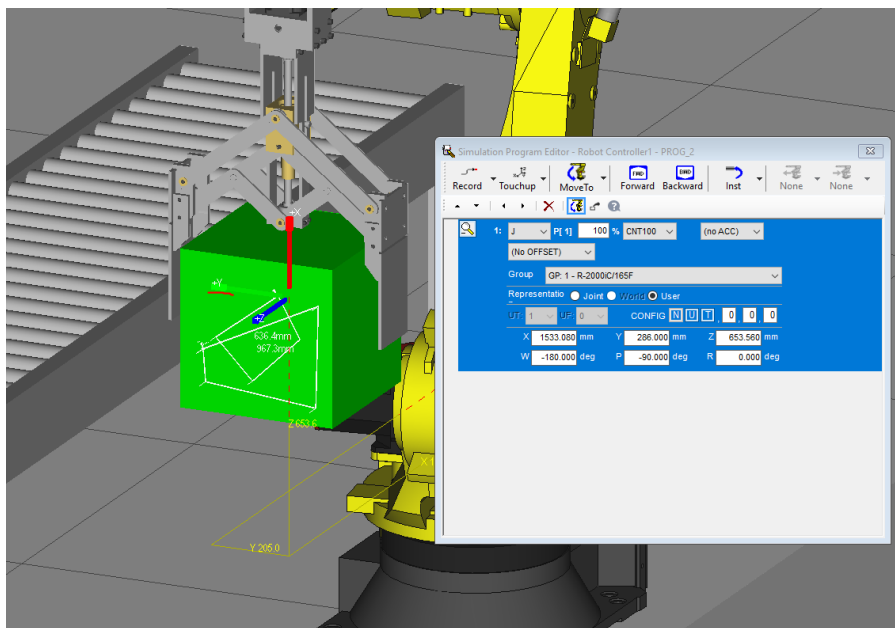 Simulation Program Editor - Robot Controller1 - PROG_2
Record Touchup MoveTo Forward Backward Inst None None
FWD BWD
1: J P[ 1] 100 % CNT100 (no ACC)
(No OFFSET)
Group GP: 1 - R-2000iC/165F
Representatio Joint World User
UT: 1 UF: 0 CONFIG N U T , 0 , 0 , 0
X 1533.080 mm Y 286.000 mm Z 653.560 mm
W -180.000 deg P -90.000 deg R 0.000 deg
+X
+Y
+Z
636.4mm
967.3mm
Z 653.6
X 1
Y 205.0